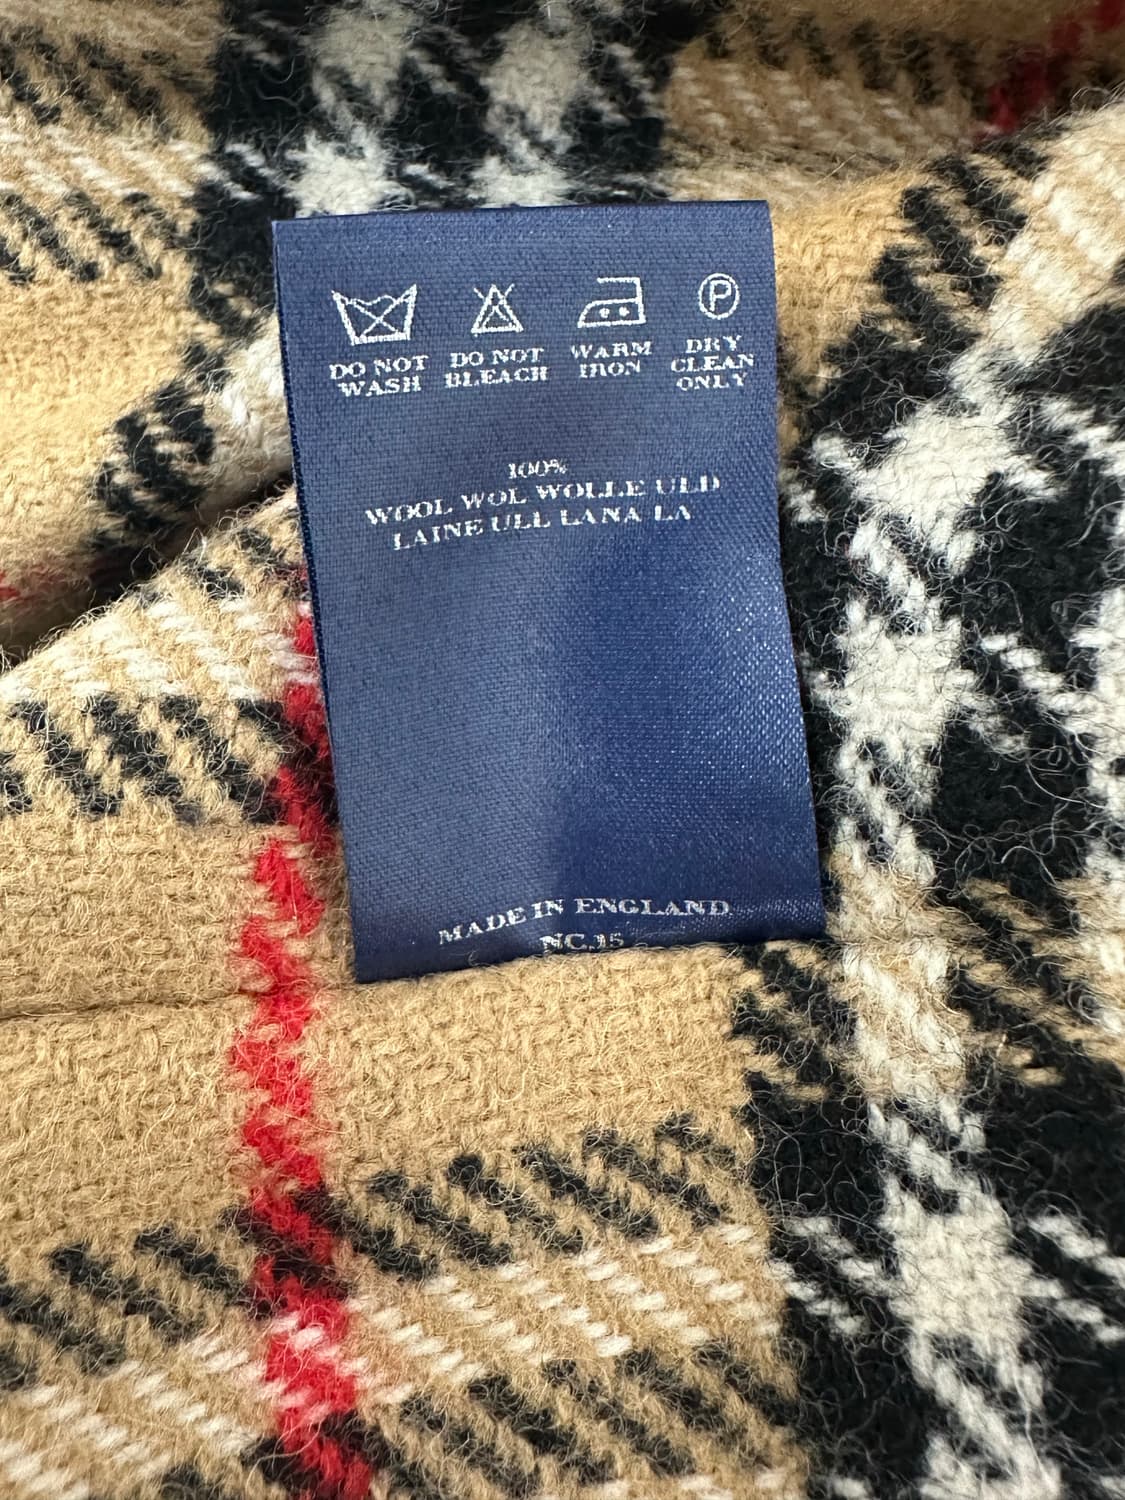 DO NOT WASH
DO NOT BLEACH
WARM IRON
P
DRY CLEAN ONLY
100%
WOOL WOL WOLLE ULD
LAINE ULL LANA LA
MADE IN ENGLAND
NC.15